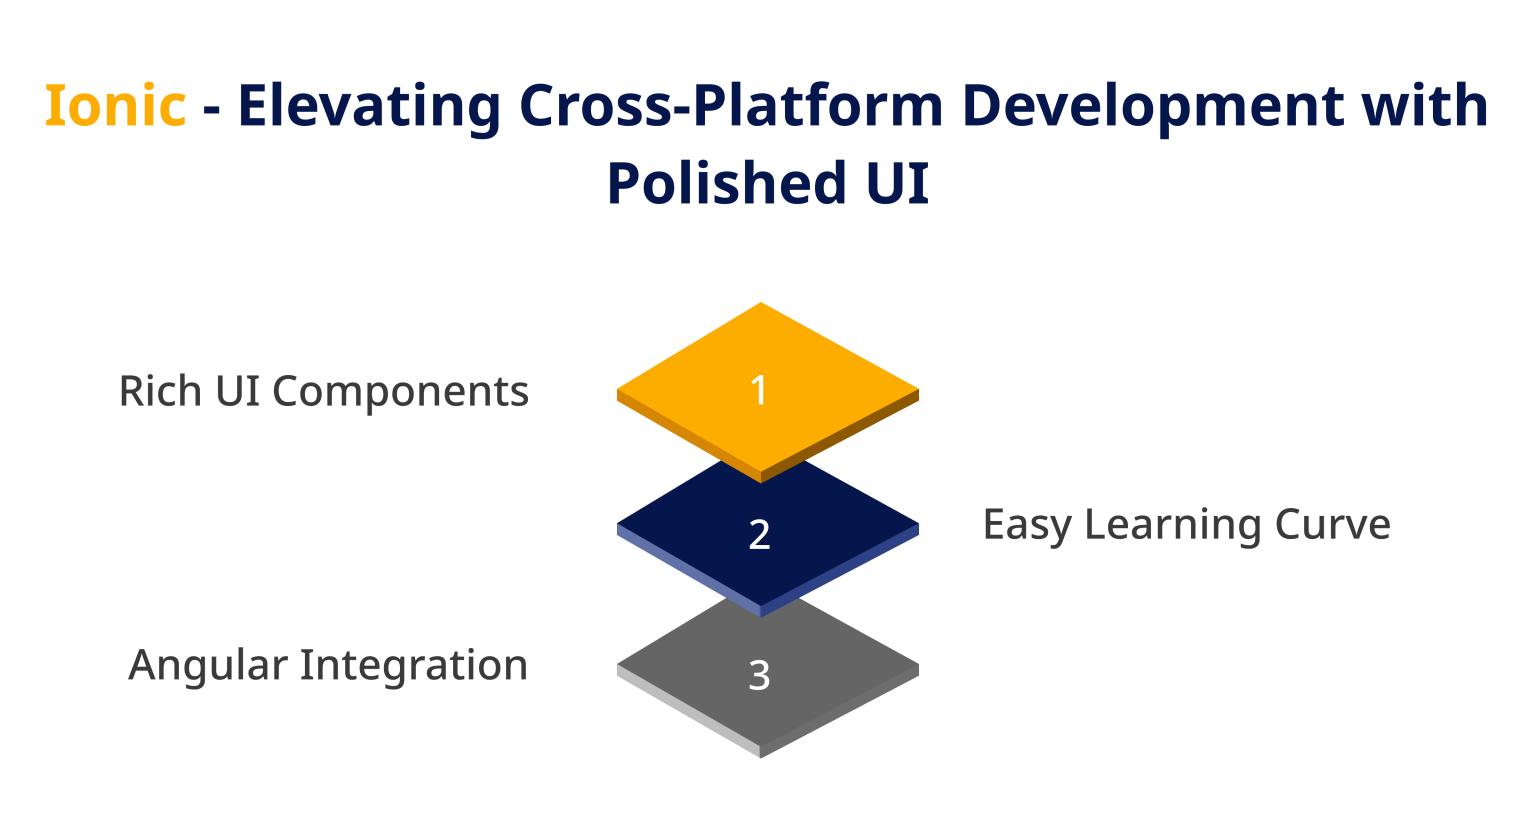 Ionic - Elevating Cross-Platform Development with
Polished UI
Rich UI Components
1
2
Easy Learning Curve
Angular Integration
3